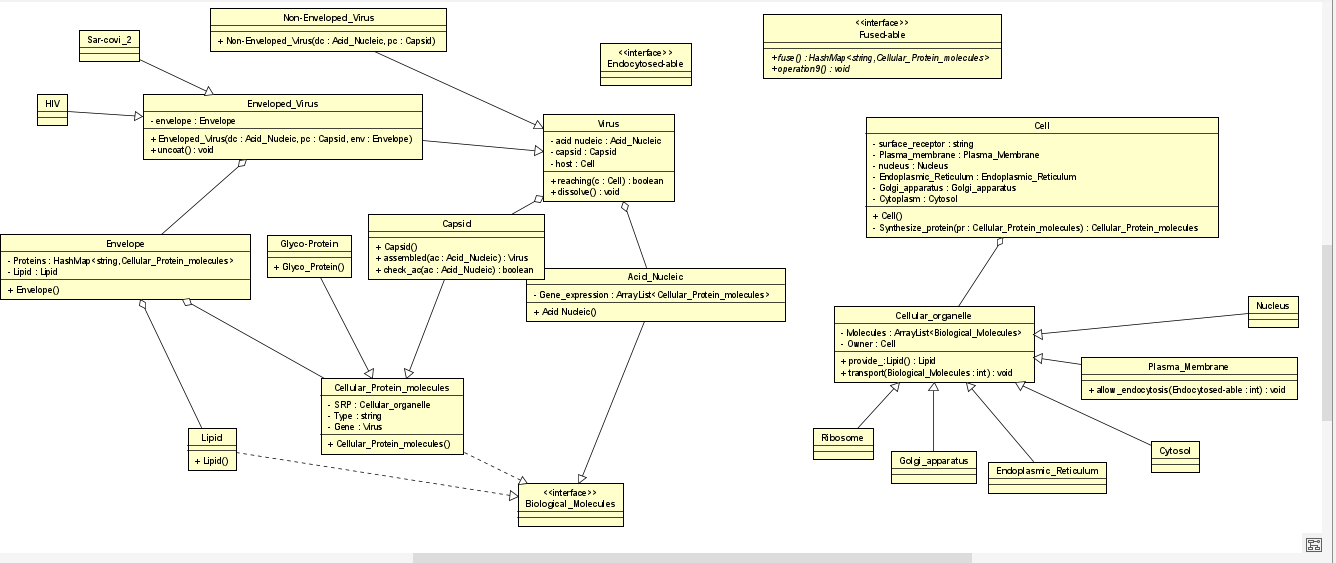 Non-Enveloped_Virus
+ Non-Enveloped_Virus(dc : Acid_Nucleic, pc : Capsid)
Sar-covi_2
HIV
Enveloped_Virus
- envelope : Envelope
+ Enveloped_Virus(dc : Acid_Nucleic, pc : Capsid, env : Envelope)
+ uncoat() : void
<<interface>>
Endocytosed-able
<<interface>>
Fused-able
+fuse() : HashMap<string,Cellular_Protein_molecules>
+operation9() : void
Virus
- acid nucleic : Acid_Nucleic
- capsid : Capsid
- host : Cell
+ reaching(c : Cell) : boolean
+ dissolve() : void
Cell
- surface_receptor : string
- Plasma_membrane : Plasma_Membrane
- nucleus : Nucleus
- Endoplasmic_Reticulum : Endoplasmic_Reticulum
- Golgi_apparatus : Golgi_apparatus
- Cytoplasm : Cytosol
+ Cell()
- Synthesize_protein(pr : Cellular_Protein_molecules) : Cellular_Protein_molecules
Envelope
- Proteins : HashMap<string,Cellular_Protein_molecules>
- Lipid : Lipid
+ Envelope()
Glyco-Protein
+ Glyco_Protein()
Capsid
+ Capsid()
+ assembled(ac : Acid_Nucleic) : Virus
+ check_ac(ac : Acid_Nucleic) : boolean
Acid_Nucleic
- Gene_expression : ArrayList<Cellular_Protein_molecules>
+ Acid Nucleic()
Cellular_organelle
- Molecules : ArrayList<Biological_Molecules>
- Owner : Cell
+ provide_:Lipid() : Lipid
+ transport(Biological_Molecules : int) : void
Nucleus
Plasma_Membrane
+ allow_endocytosis(Endocytosed-able : int) : void
Cellular_Protein_molecules
- SRP : Cellular_organelle
- Type : string
- Gene : Virus
+ Cellular_Protein_molecules()
Lipid
+ Lipid()
Ribosome
Golgi_apparatus
Endoplasmic_Reticulum
Cytosol
<<interface>>
Biological_Molecules